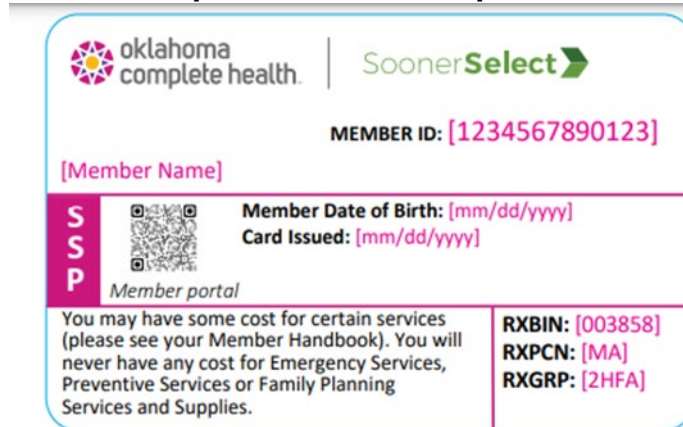 oklahoma
complete health
SoonerSelect
MEMBER ID: [1234567890123]
[Member Name]
SSP
Member Date of Birth: [mm/dd/yyyy]
Card Issued: [mm/dd/yyyy]
Member portal
You may have some cost for certain services
(please see your Member Handbook). You will
never have any cost for Emergency Services,
Preventive Services or Family Planning
Services and Supplies.
RXBIN: [003858]
RXPCN: [MA]
RXGRP: [2HFA]